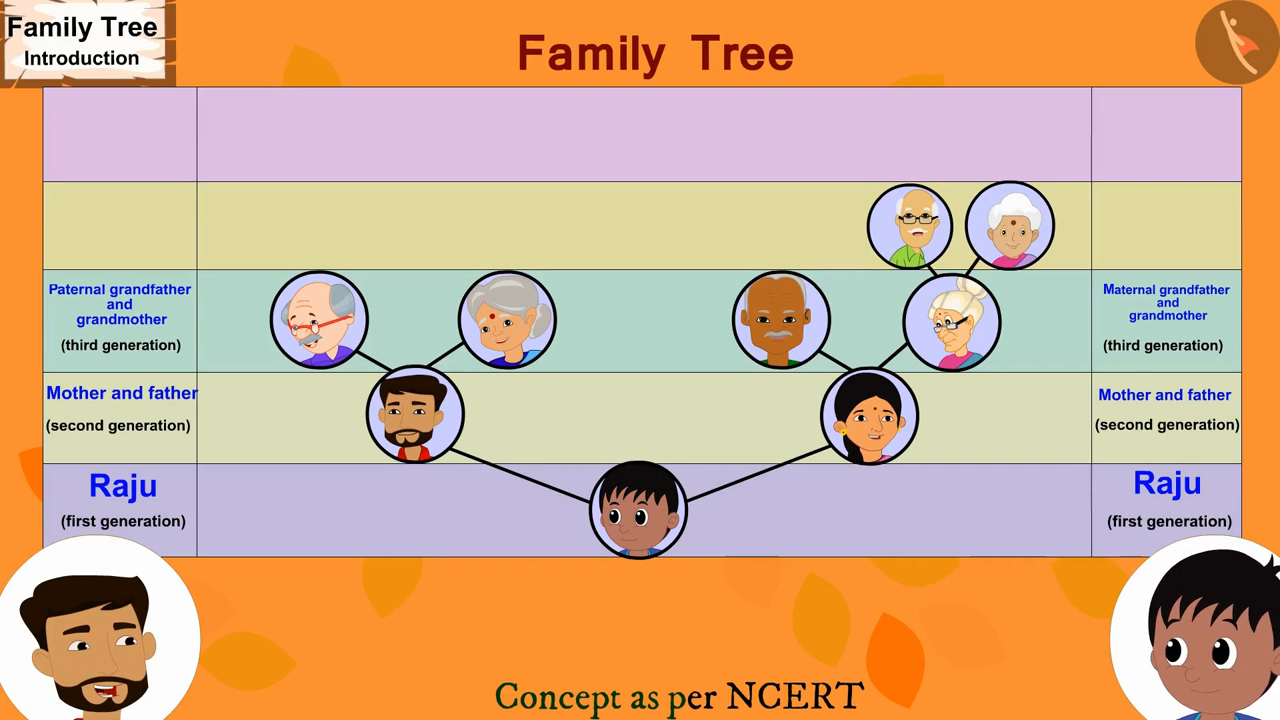 Family Tree
Introduction
Family Tree
Paternal grandfather
and
grandmother
(third generation)
Maternal grandfather
and
grandmother
(third generation)
Mother and father
(second generation)
Mother and father
(second generation)
Raju
(first generation)
Raju
(first generation)
Concept as per NCERT